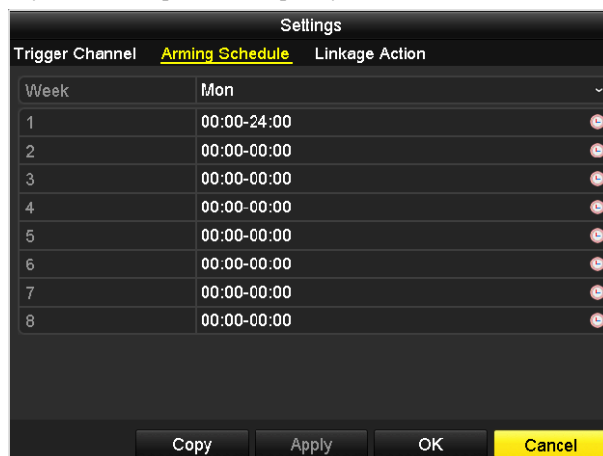 Settings
Trigger Channel Arming Schedule Linkage Action
Week Mon
1 00:00-24:00
2 00:00-00:00
3 00:00-00:00
4 00:00-00:00
5 00:00-00:00
6 00:00-00:00
7 00:00-00:00
8 00:00-00:00
Copy Apply OK Cancel